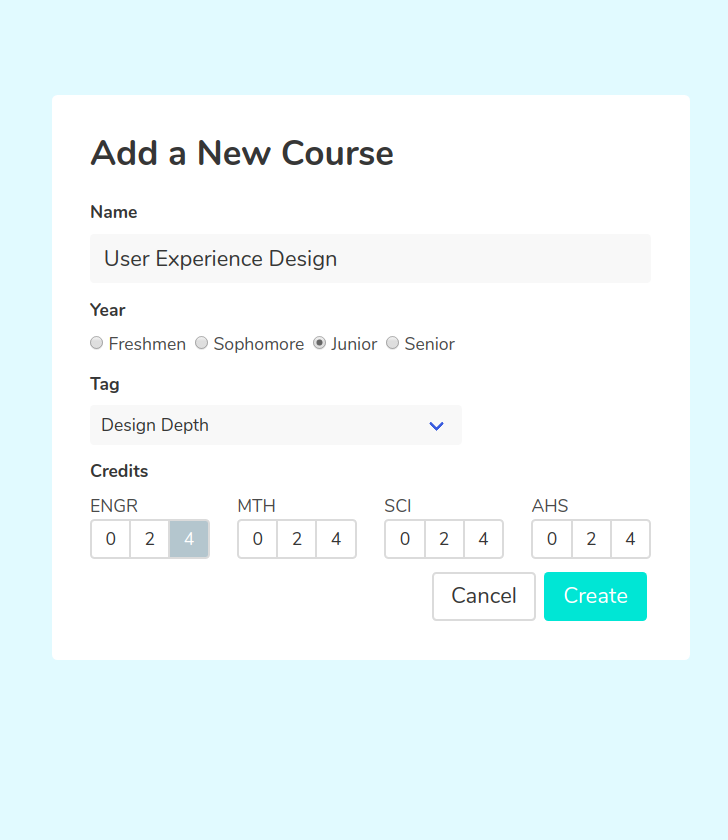 Add a New Course
Name
User Experience Design
Year
Freshmen Sophomore Junior Senior
Tag
Design Depth
Credits
ENGR MTH SCI AHS
0 2 4 0 2 4 0 2 4 0 2 4
Cancel Create